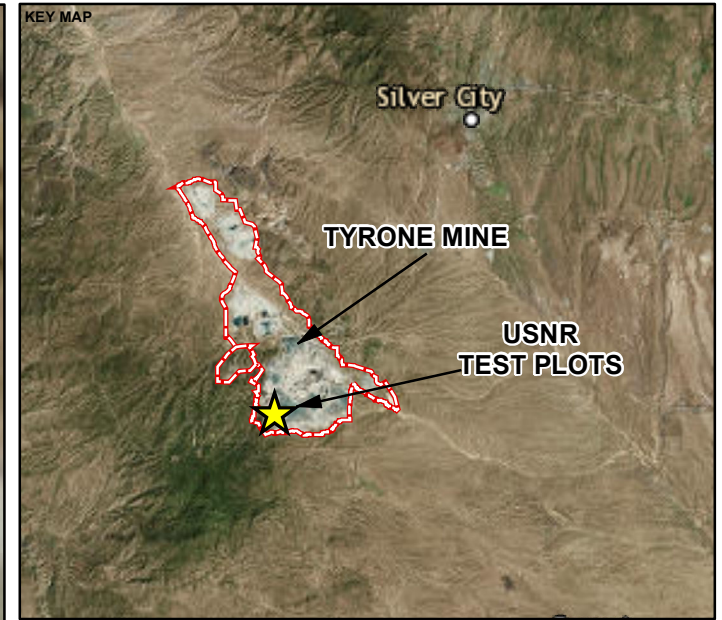 KEY MAP
Silver City
TYRONE MINE
USNR
TEST PLOTS